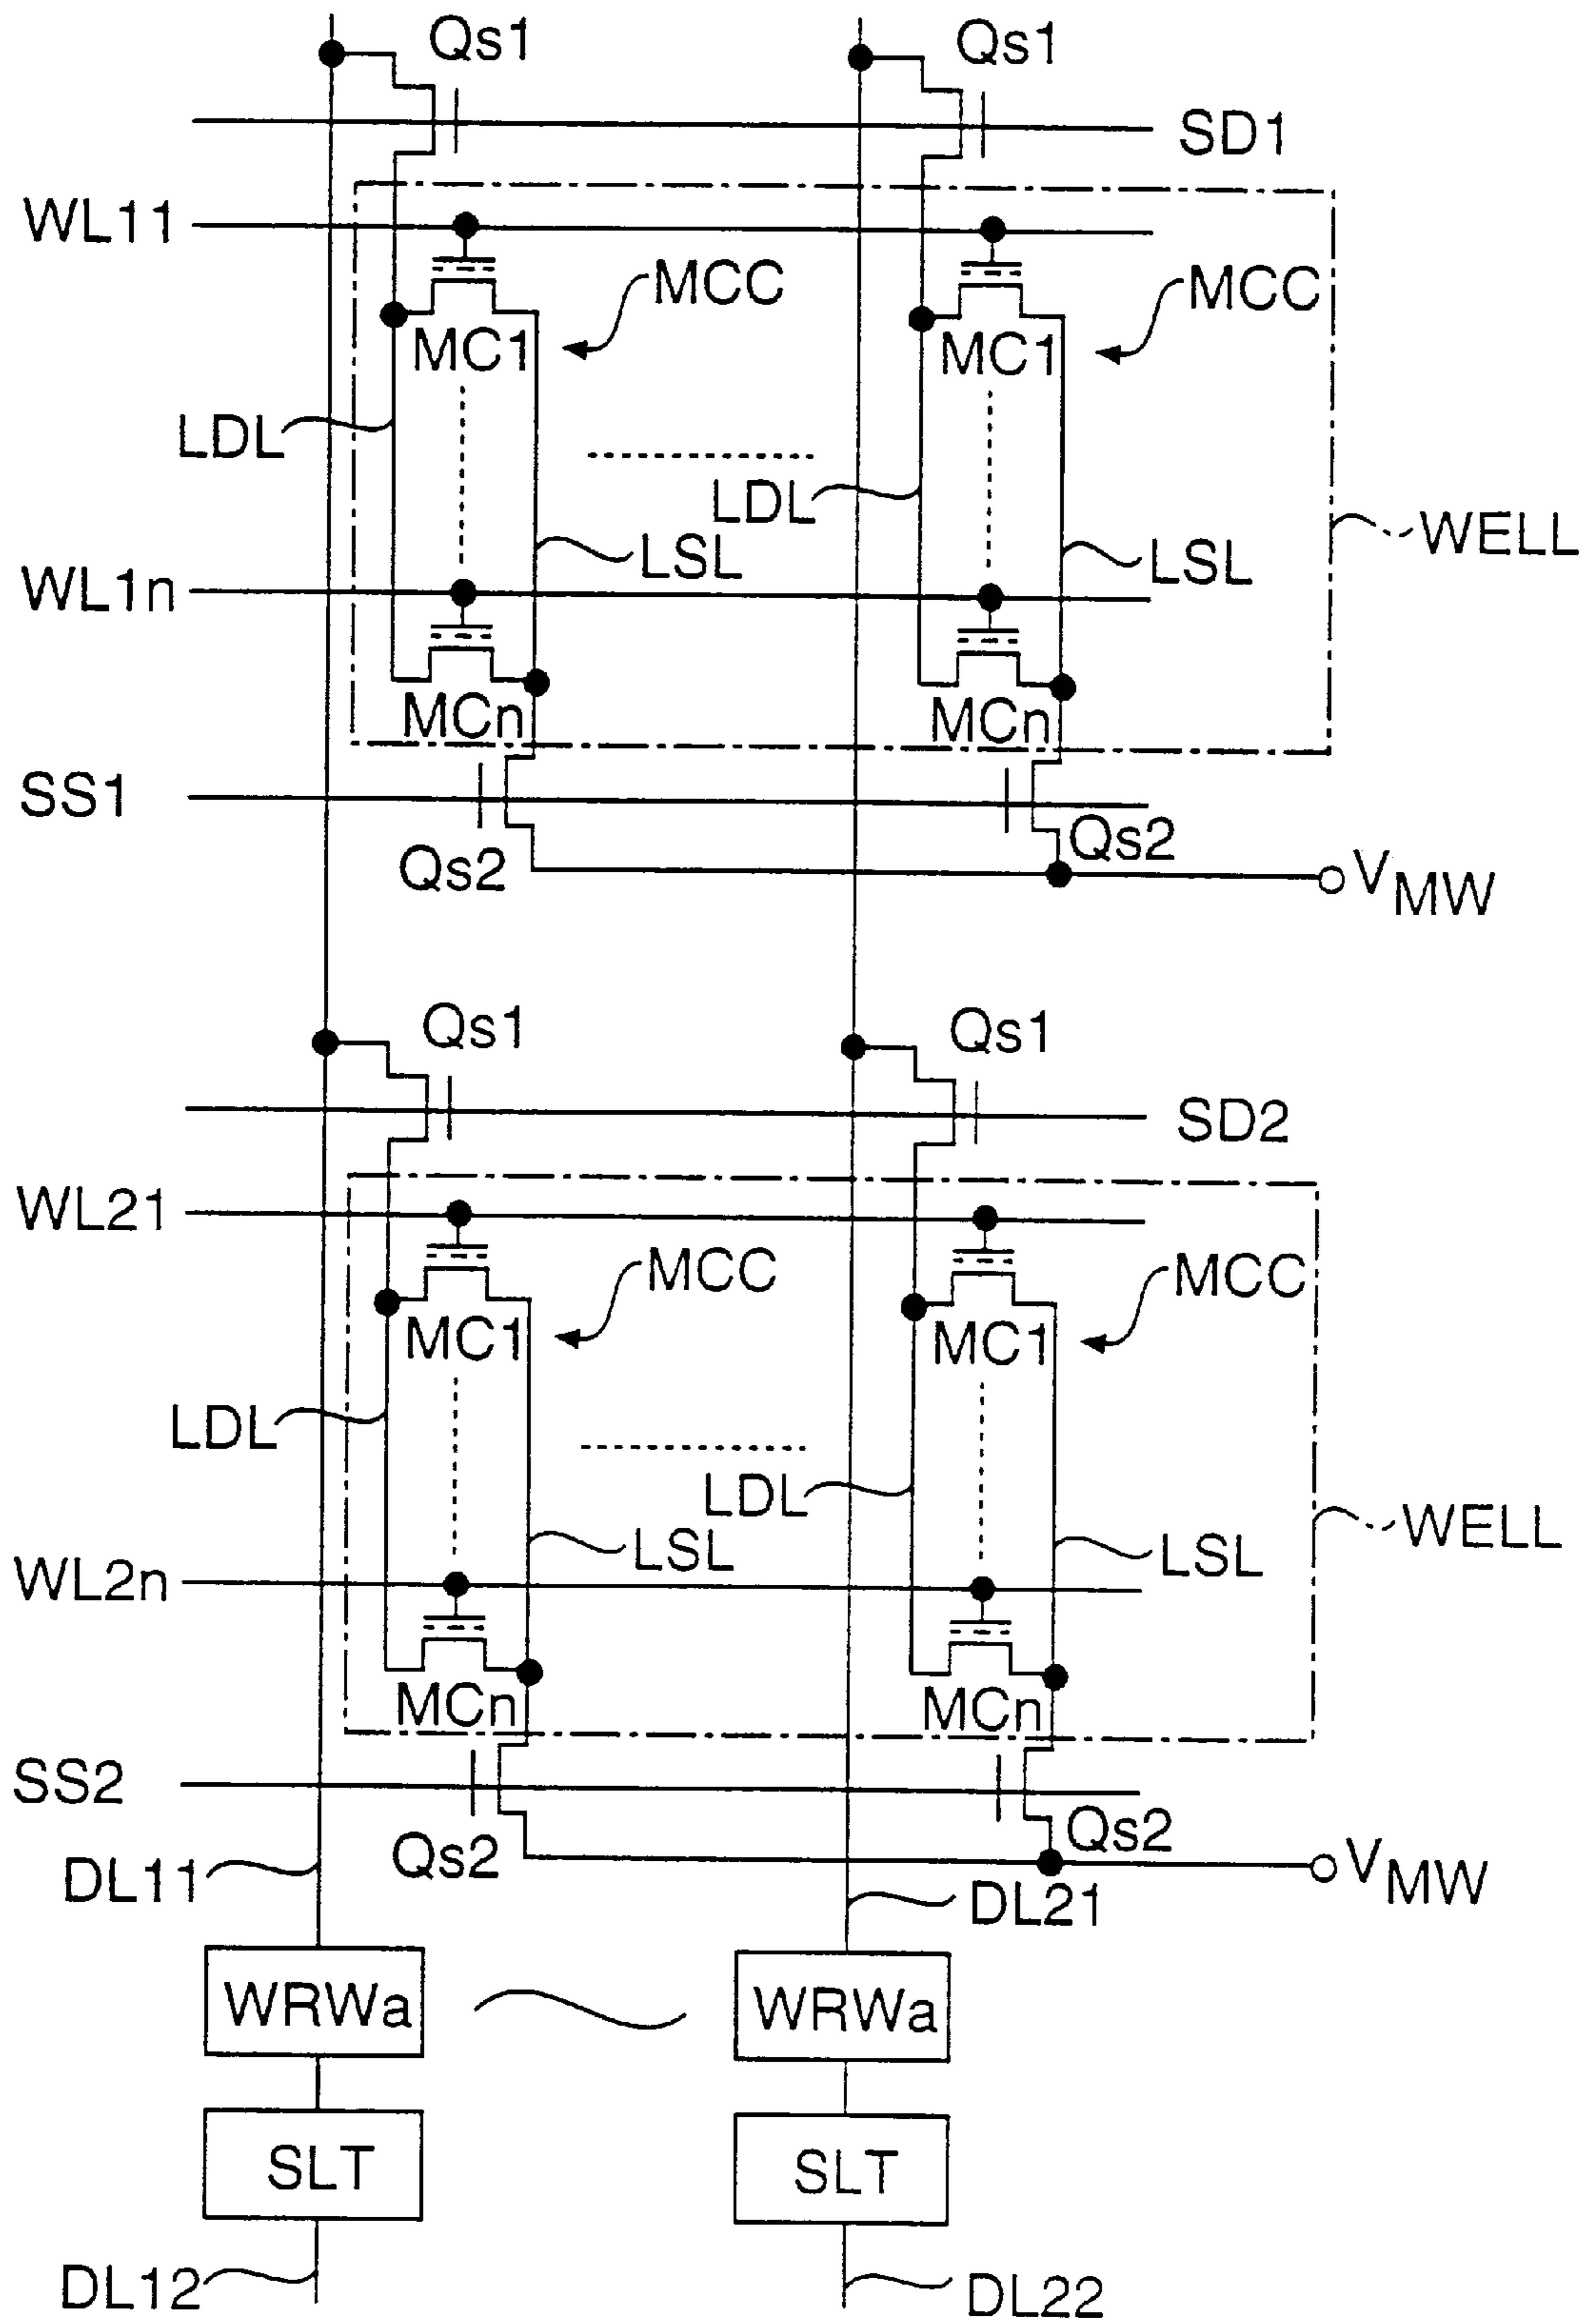 Qs1 Qs1
SD1
WL11
MCC MCC
MC1 MC1
LDL
LDL
WELL
LSL LSL
WL1n
MCn MCn
SS1
Qs2 Qs2
VMW
Qs1 Qs1
SD2
WL21
MCC MCC
MC1 MC1
LDL
LDL
WELL
LSL LSL
WL2n
MCn MCn
SS2
Qs2 Qs2
VMW
DL11
DL21
WRWa WRWa
SLT SLT
DL12 DL22